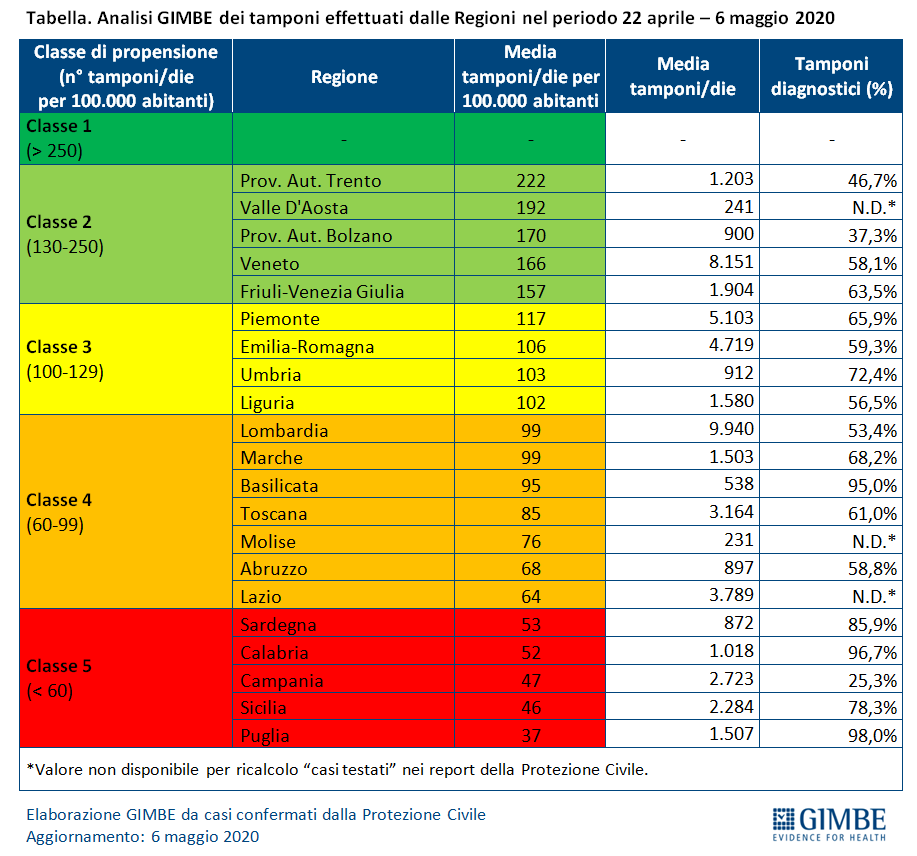 Tabella. Analisi GIMBE dei tamponi effettuati dalle Regioni nel periodo 22 aprile – 6 maggio 2020
Classe di propensione (n° tamponi/die per 100.000 abitanti) Regione Media tamponi/die per 100.000 abitanti Media tamponi/die Tamponi diagnostici (%)
Classe 1 (> 250) - - - -
Classe 2 (130-250)
Prov. Aut. Trento 222 1.203 46,7%
Valle D'Aosta 192 241 N.D.*
Prov. Aut. Bolzano 170 900 37,3%
Veneto 166 8.151 58,1%
Friuli-Venezia Giulia 157 1.904 63,5%
Classe 3 (100-129)
Piemonte 117 5.103 65,9%
Emilia-Romagna 106 4.719 59,3%
Umbria 103 912 72,4%
Liguria 102 1.580 56,5%
Classe 4 (60-99)
Lombardia 99 9.940 53,4%
Marche 99 1.503 68,2%
Basilicata 95 538 95,0%
Toscana 85 3.164 61,0%
Molise 76 231 N.D.*
Abruzzo 68 897 58,8%
Lazio 64 3.789 N.D.*
Classe 5 (< 60)
Sardegna 53 872 85,9%
Calabria 52 1.018 96,7%
Campania 47 2.723 25,3%
Sicilia 46 2.284 78,3%
Puglia 37 1.507 98,0%
*Valore non disponibile per ricalcolo “casi testati” nei report della Protezione Civile.
Elaborazione GIMBE da casi confermati dalla Protezione Civile
Aggiornamento: 6 maggio 2020
GIMBE
EVIDENCE FOR HEALTH